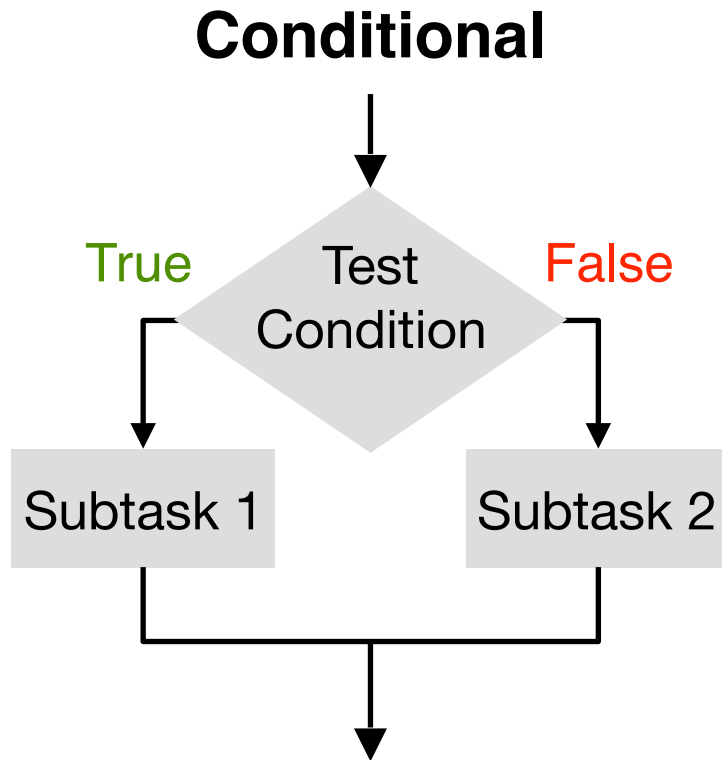 Conditional
True
Test
False
Condition
Subtask 1
Subtask 2